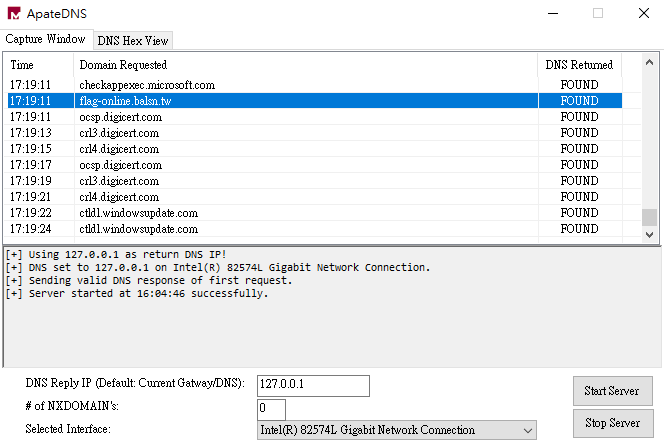 ApateDNS
Capture Window DNS Hex View
Time Domain Requested DNS Returned
17:19:11 checkappexec.microsoft.com FOUND
17:19:11 flag-online.balsn.tw FOUND
17:19:11 ocsp.digicert.com FOUND
17:19:13 crl3.digicert.com FOUND
17:19:15 crl4.digicert.com FOUND
17:19:17 ocsp.digicert.com FOUND
17:19:19 crl3.digicert.com FOUND
17:19:21 crl4.digicert.com FOUND
17:19:22 ctldl.windowsupdate.com FOUND
17:19:24 ctldl.windowsupdate.com FOUND
[+] Using 127.0.0.1 as return DNS IP!
[+] DNS set to 127.0.0.1 on Intel(R) 82574L Gigabit Network Connection.
[+] Sending valid DNS response of first request.
[+] Server started at 16:04:46 successfully.
DNS Reply IP (Default: Current Gatway/DNS): 127.0.0.1
# of NXDOMAIN's: 0
Selected Interface: Intel(R) 82574L Gigabit Network Connection
Start Server
Stop Server